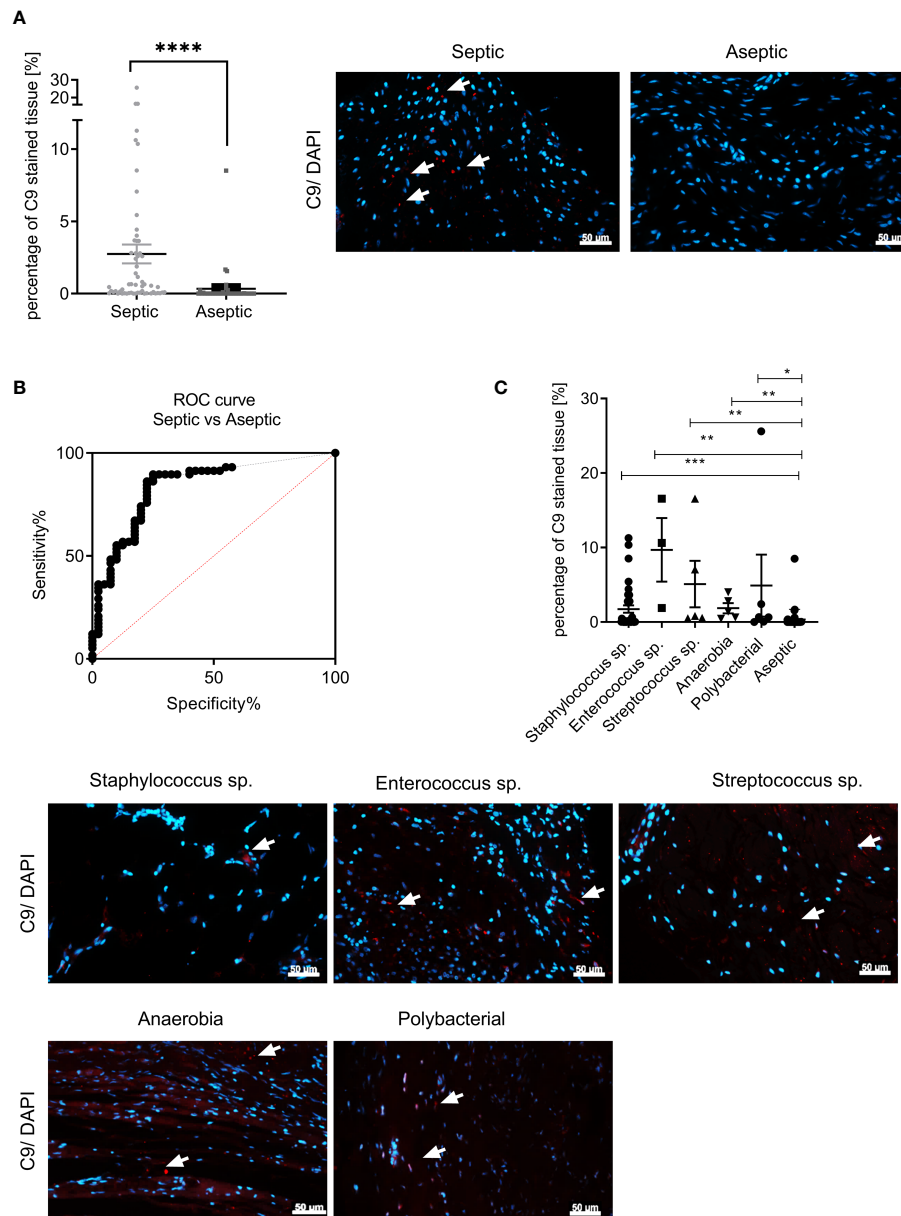 A
percentage of C9 stained tissue [%]
30
20
10
5
0
****
Septic
Aseptic
C9/ DAPI
Septic
Aseptic
50 µm
50 µm
B
ROC curve
Septic vs Aseptic
Sensitivity%
100
50
0
0
50
100
Specificity%
C
percentage of C9 stained tissue [%]
30
20
10
0
*
**
**
**
***
Staphylococcus sp.
Enterococcus sp.
Streptococcus sp.
Anaerobia
Polybacterial
Aseptic
Staphylococcus sp.
Enterococcus sp.
Streptococcus sp.
C9/ DAPI
50 µm
50 µm
50 µm
Anaerobia
Polybacterial
C9/ DAPI
50 µm
50 µm